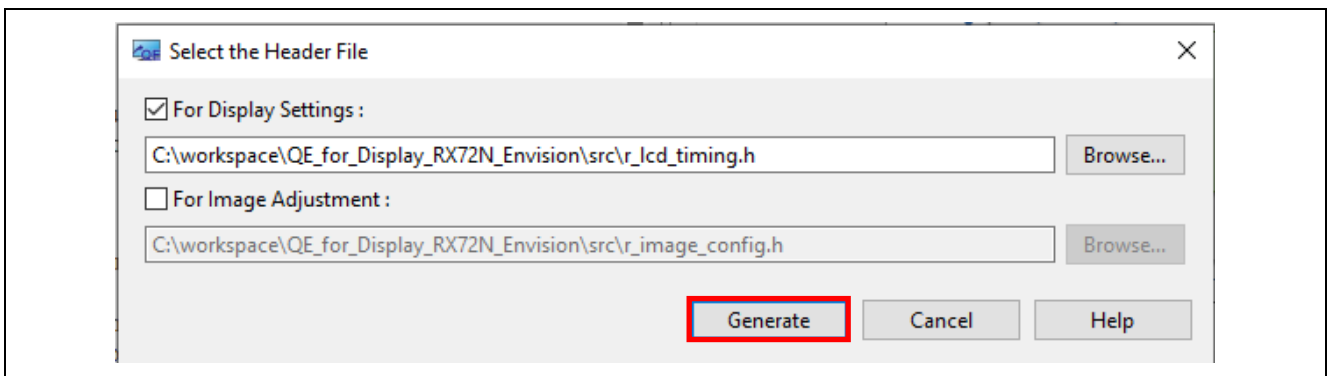 QE Select the Header File
For Display Settings :
C:\workspace\QE_for_Display_RX72N_Envision\src\r_lcd_timing.h Browse...
For Image Adjustment :
C:\workspace\QE_for_Display_RX72N_Envision\src\r_image_config.h Browse...
Generate Cancel Help